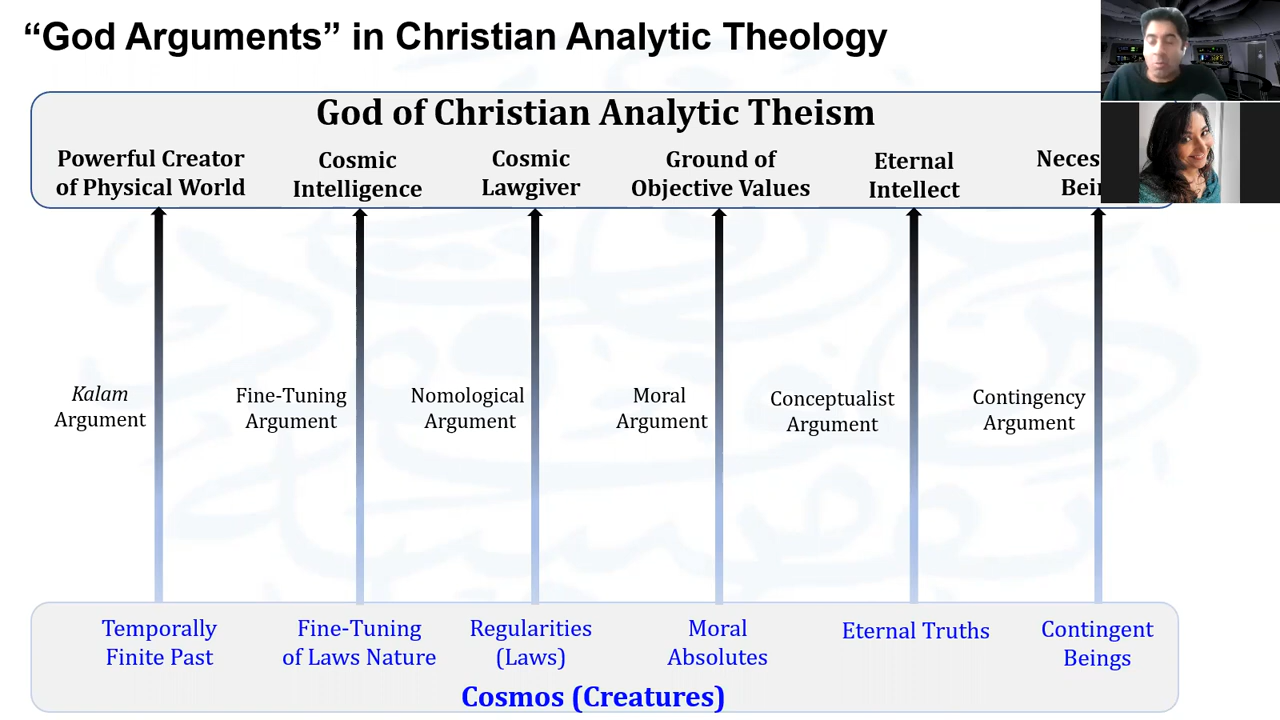 “God Arguments” in Christian Analytic Theology
God of Christian Analytic Theism
Powerful Creator
of Physical World
Cosmic
Intelligence
Cosmic
Lawgiver
Ground of
Objective Values
Eternal
Intellect
Neces
Bei
Kalam
Argument
Fine-Tuning
Argument
Nomological
Argument
Moral
Argument
Conceptualist
Argument
Contingency
Argument
Temporally
Finite Past
Fine-Tuning
of Laws Nature
Regularities
(Laws)
Moral
Absolutes
Eternal Truths
Contingent
Beings
Cosmos (Creatures)